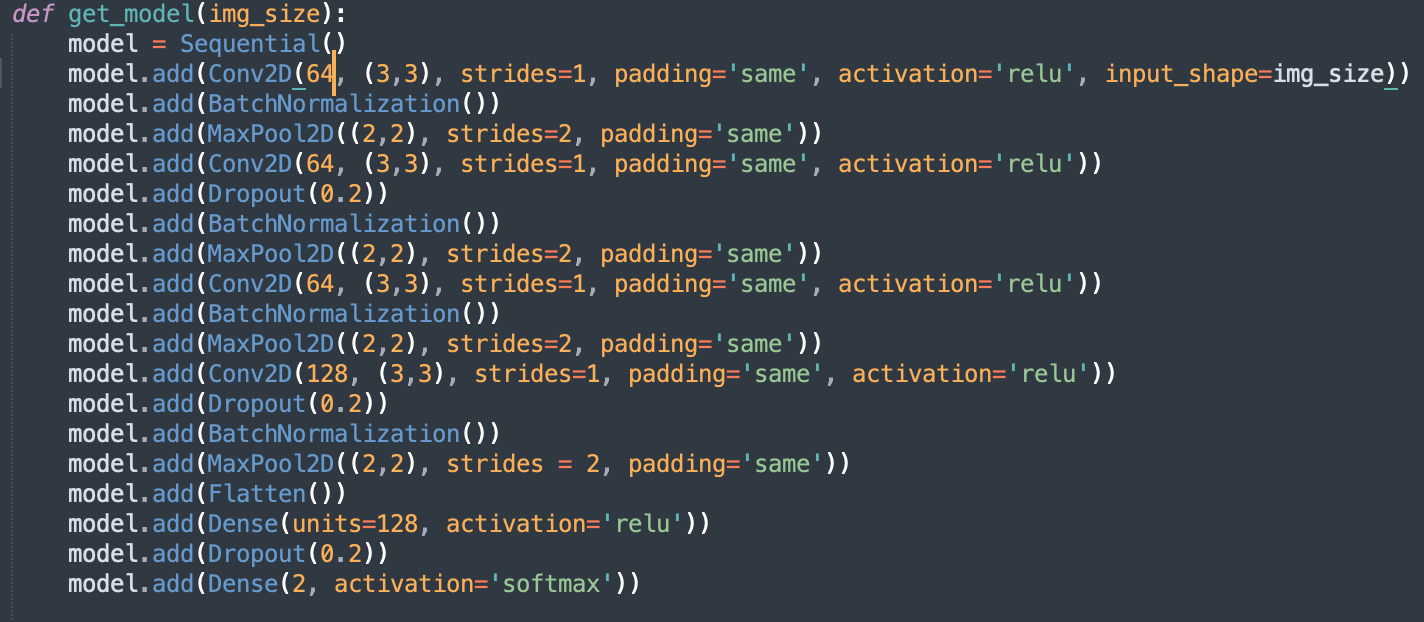 def get_model(img_size):
    model = Sequential()
    model.add(Conv2D(64, (3,3), strides=1, padding='same', activation='relu', input_shape=img_size))
    model.add(BatchNormalization())
    model.add(MaxPool2D((2,2), strides=2, padding='same'))
    model.add(Conv2D(64, (3,3), strides=1, padding='same', activation='relu'))
    model.add(Dropout(0.2))
    model.add(BatchNormalization())
    model.add(MaxPool2D((2,2), strides=2, padding='same'))
    model.add(Conv2D(64, (3,3), strides=1, padding='same', activation='relu'))
    model.add(BatchNormalization())
    model.add(MaxPool2D((2,2), strides=2, padding='same'))
    model.add(Conv2D(128, (3,3), strides=1, padding='same', activation='relu'))
    model.add(Dropout(0.2))
    model.add(BatchNormalization())
    model.add(MaxPool2D((2,2), strides = 2, padding='same'))
    model.add(Flatten())
    model.add(Dense(units=128, activation='relu'))
    model.add(Dropout(0.2))
    model.add(Dense(2, activation='softmax'))